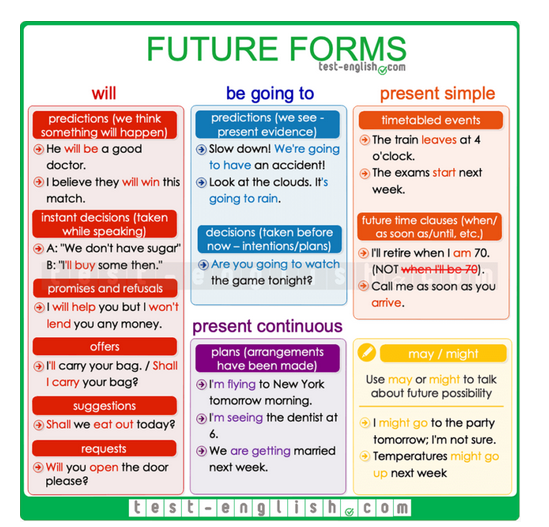 FUTURE FORMS
test-english.com
will
predictions (we think
something will happen)
He will be a good
doctor.
I believe they will win this
match.
instant decisions (taken
while speaking)
A: "We don't have sugar"
B: "I'll buy some then."
promises and refusals
I will help you but I won't
lend you any money.
offers
I'll carry your bag. / Shall
I carry your bag?
suggestions
Shall we eat out today?
requests
Will you open the door
please?
be going to
predictions (we see -
present evidence)
Slow down! We're going
to have an accident!
Look at the clouds. It's
going to rain.
decisions (taken before
now – intentions/plans)
Are you going to watch
the game tonight?
present continuous
plans (arrangements
have been made)
I'm flying to New York
tomorrow morning.
I'm seeing the dentist at
6.
We are getting married
next week.
present simple
timetabled events
The train leaves at 4
o'clock.
The exams start next
week.
future time clauses (when/
as soon as/until, etc.)
I'll retire when I am 70.
(NOT when I'll be 70).
Call me as soon as you
arrive.
may / might
Use may or might to talk
about future possibility
I might go to the party
tomorrow; I'm not sure.
Temperatures might go
up next week
test-english.com
test-english.com